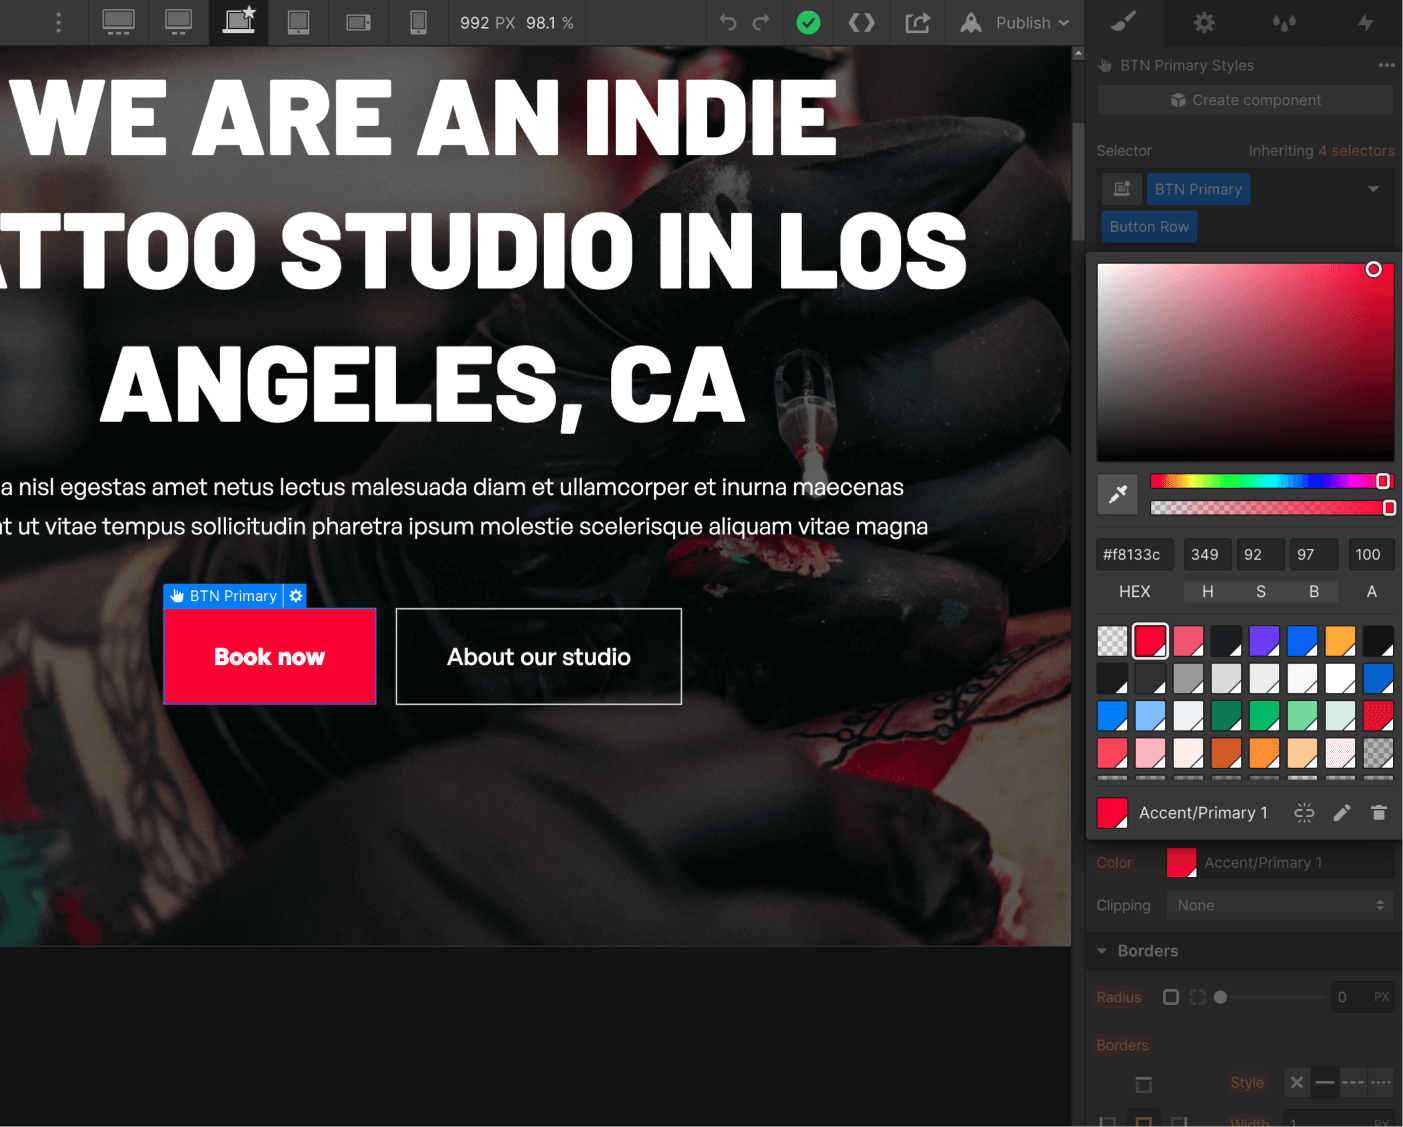 992 PX 98.1 %
Publish
BTN Primary Styles
Create component
Selector
Inheriting 4 selectors
BTN Primary
Button Row
WE ARE AN INDIE
ATTOO STUDIO IN LOS
ANGELES, CA
a nisl egestas amet netus lectus malesuada diam et ullamcorper et inurna maecenas
ut vitae tempus sollicitudin pharetra ipsum molestie scelerisque aliquam vitae magna
BTN Primary
Book now
About our studio
#f8133c 349 92 97 100
HEX H S B A
Accent/Primary 1
Color Accent/Primary 1
Clipping None
Borders
Radius 0 PX
Borders
Style
Width 1 PX